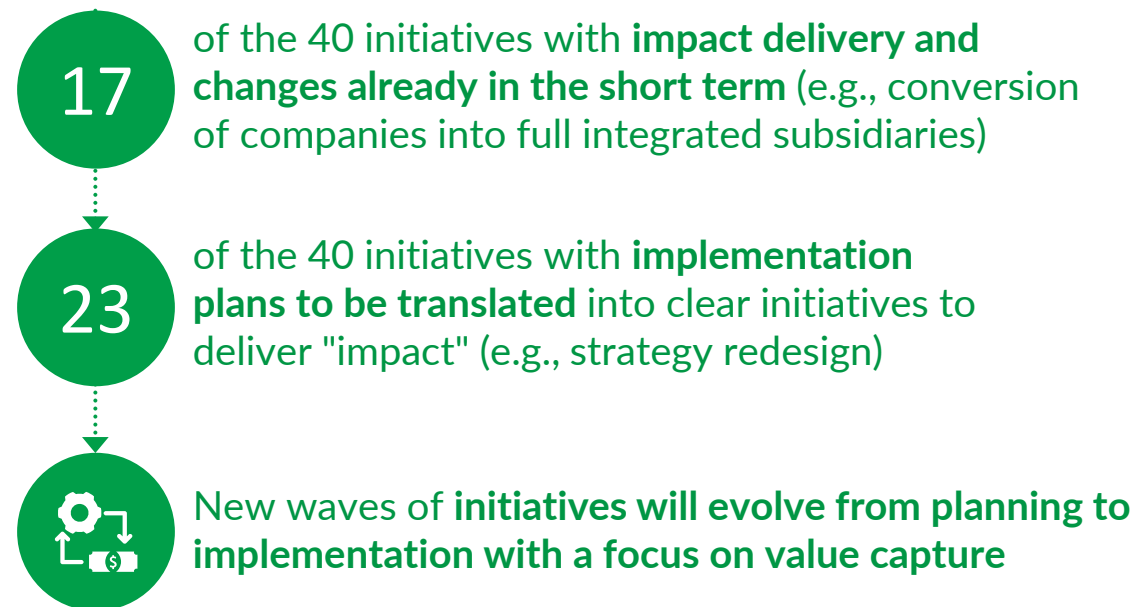 17
of the 40 initiatives with impact delivery and
changes already in the short term (e.g., conversion
of companies into full integrated subsidiaries)
23
of the 40 initiatives with implementation
plans to be translated into clear initiatives to
deliver "impact" (e.g., strategy redesign)
$
New waves of initiatives will evolve from planning to
implementation with a focus on value capture